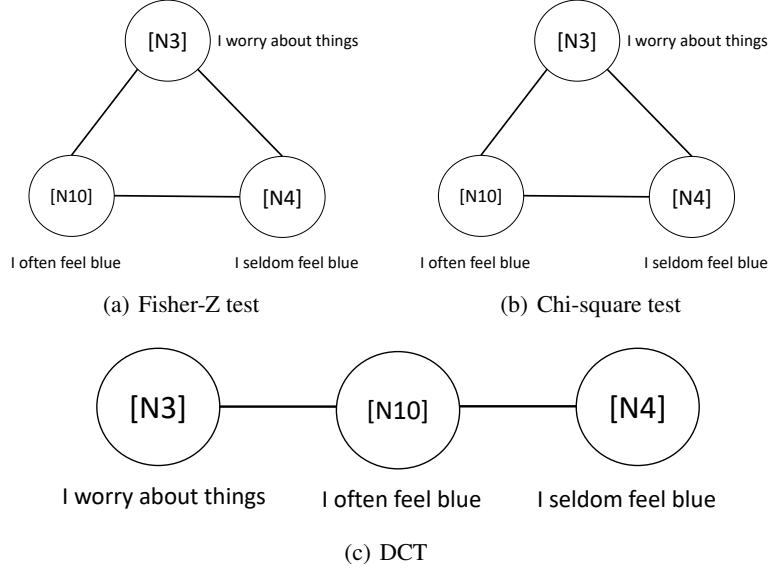 [N3] I worry about things
[N10] [N4]
I often feel blue I seldom feel blue
(a) Fisher-Z test
[N3] I worry about things
[N10] [N4]
I often feel blue I seldom feel blue
(b) Chi-square test
[N3] [N10] [N4]
I worry about things I often feel blue I seldom feel blue
(c) DCT